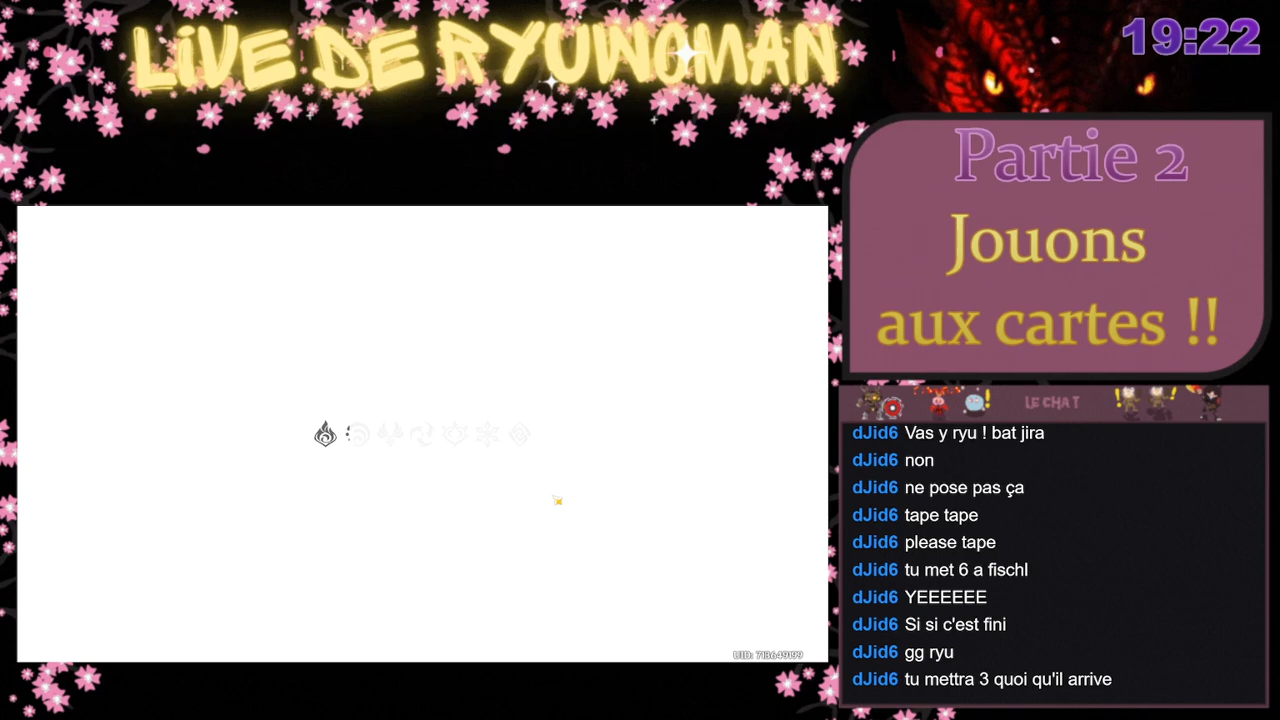 LIVE DE RYUWOMAN
19:22
Partie 2
Jouons
aux cartes !!
LE CHAT
dJid6 Vas y ryu ! bat jira
dJid6 non
dJid6 ne pose pas ça
dJid6 tape tape
dJid6 please tape
dJid6 tu met 6 a fischl
dJid6 YEEEEEE
dJid6 Si si c'est fini
dJid6 gg ryu
dJid6 tu mettra 3 quoi qu'il arrive
UID: 713649199